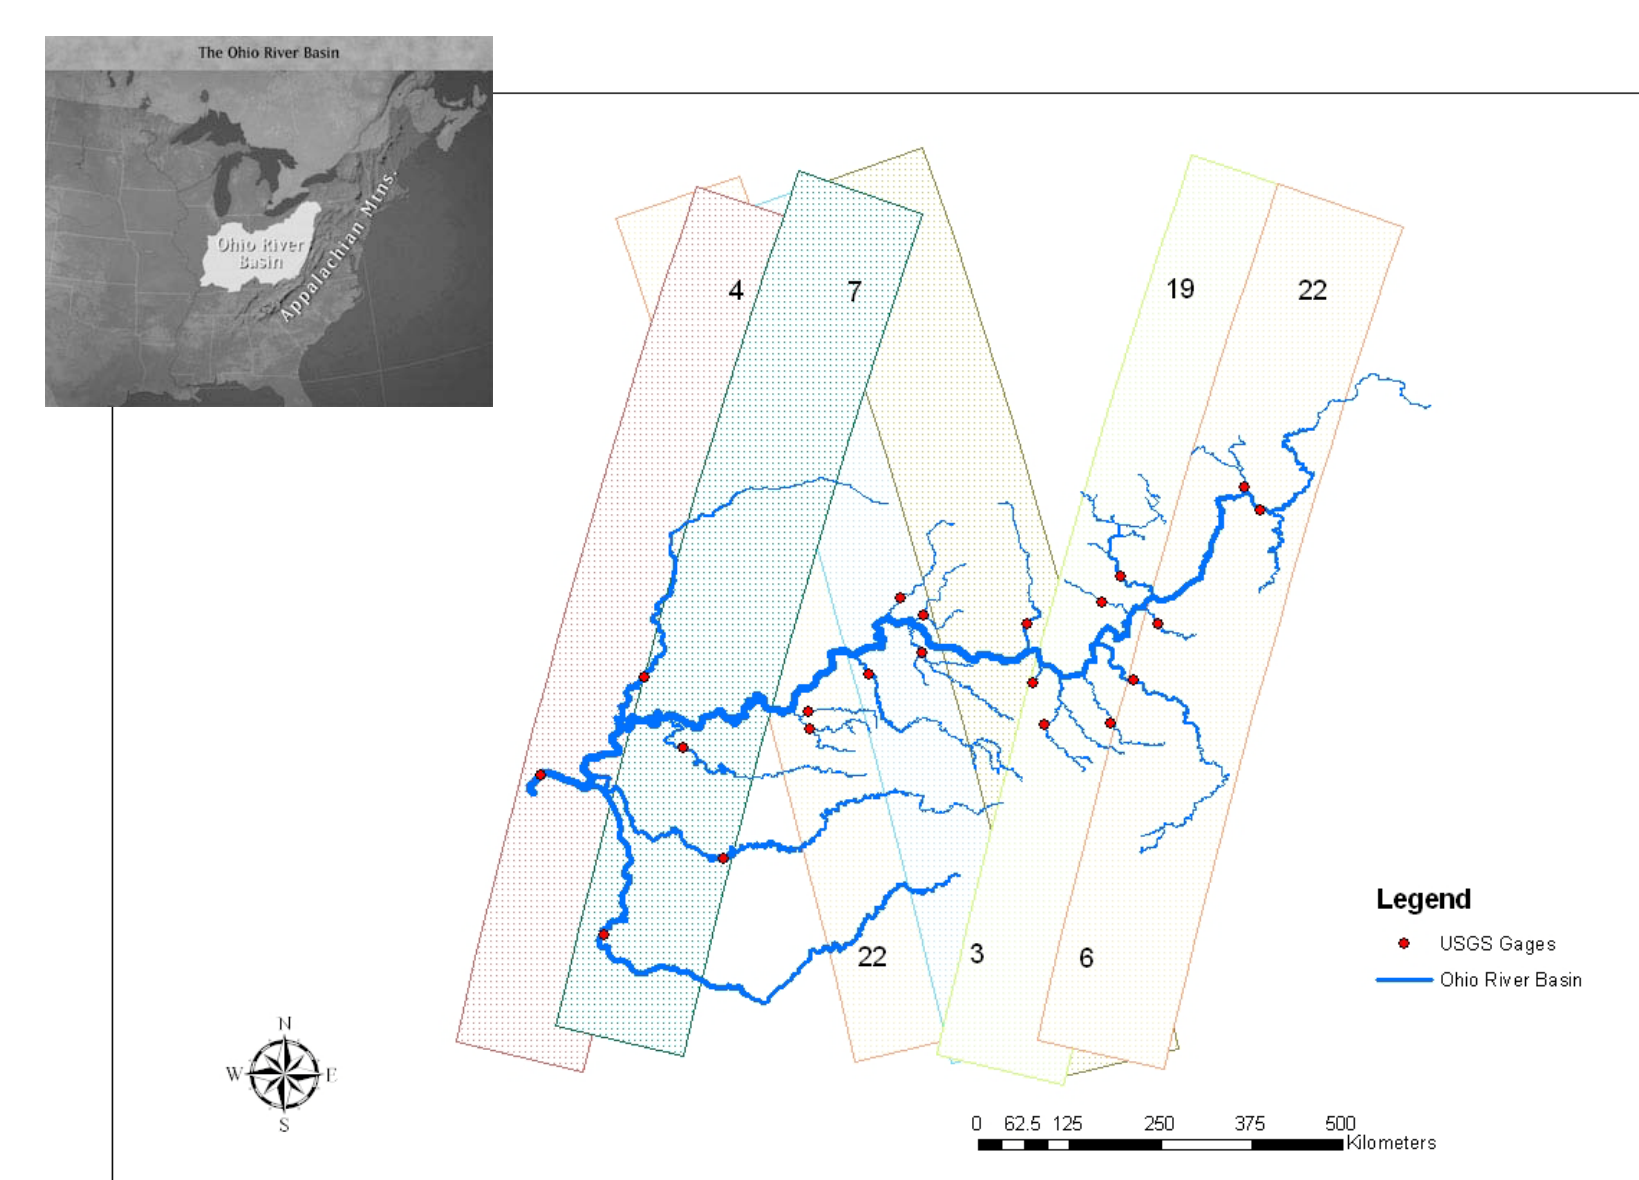 The Ohio River Basin
Ohio River
Basin
Appalachian Mtns.
4
7
19
22
22
3
6
Legend
USGS Gages
Ohio River Basin
N
W
E
S
0 62.5 125 250 375 500
Kilometers